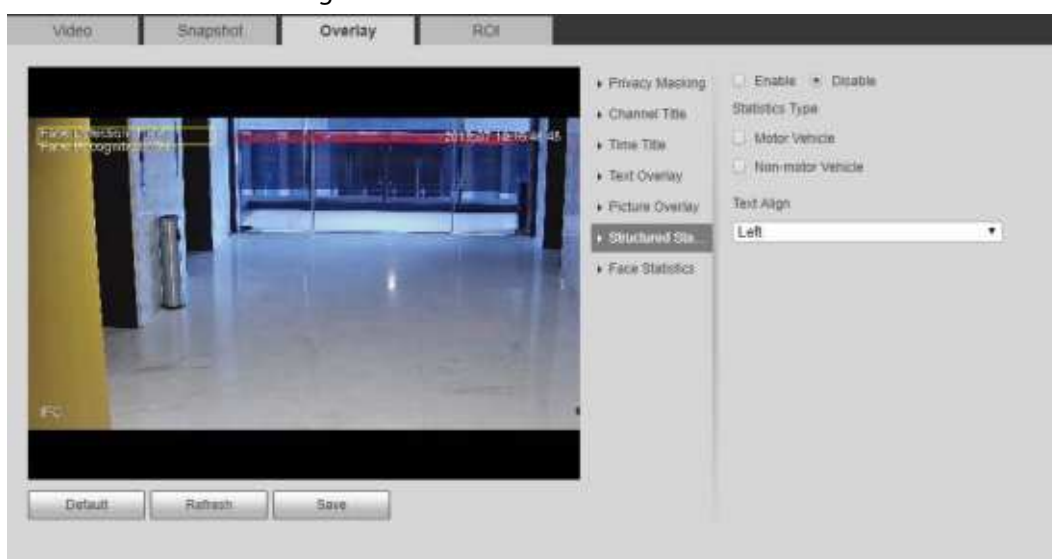 Video Snapshot Overlay ROI
Privacy Masking
Channel Title
Time Title
Text Overlay
Picture Overlay
Structured Sta...
Face Statistics
Enable Disable
Statistics Type
Motor Vehicle
Non-motor Vehicle
Text Align
Left
IPC
Default Refresh Save